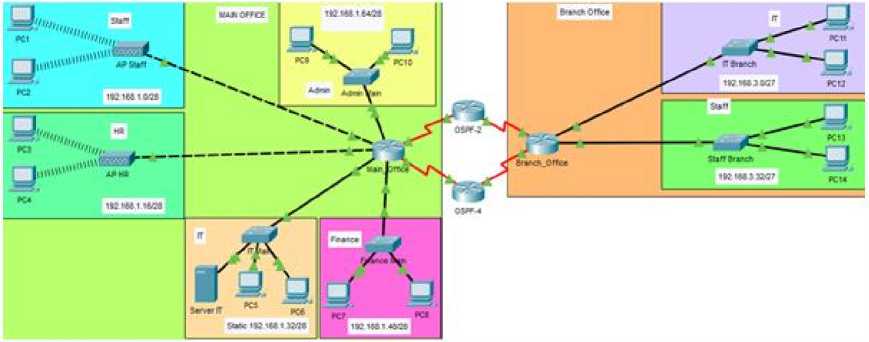 Staff
PC1
AP Staff
PC2
192.168.1.0/28
MAIN OFFICE
192.168.1.64/28
PC9
PC10
Admin
Admin Main
HR
PC3
AP HR
PC4
192.168.1.16/28
Main_Office
IT
IT Main
Server IT
PC5
PC6
Static 192.168.1.32/28
Finance
Finance Main
PC7
PC8
192.168.1.48/28
OSPF-2
OSPF-4
Branch Office
Branch_Office
IT
PC11
IT Branch
PC12
192.168.3.0/27
Staff
PC13
Staff Branch
PC14
192.168.3.32/27